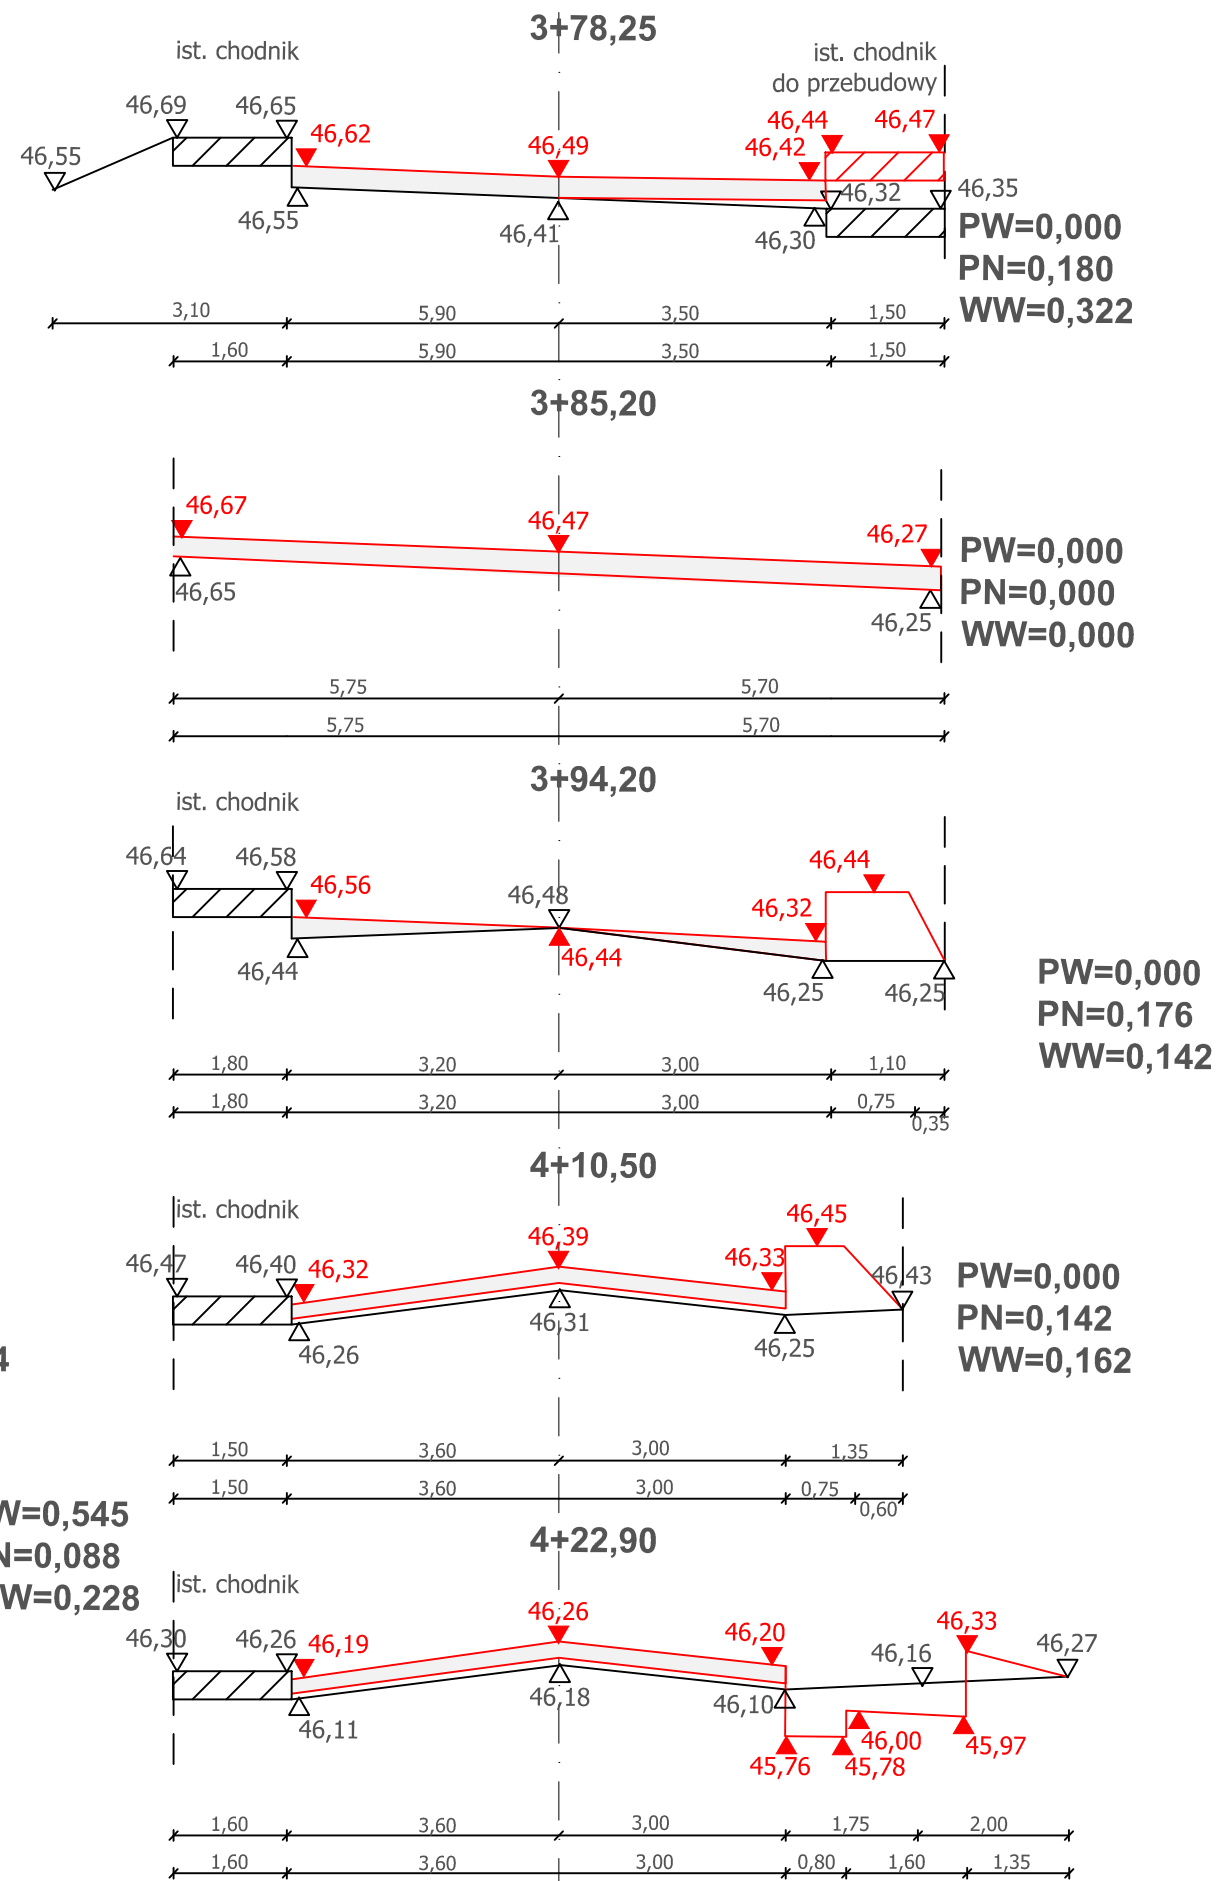 3+78,25
ist. chodnik
ist. chodnik
do przebudowy
46,69 46,65 46,62 46,49 46,44 46,47
46,55 46,42
46,32 46,35
46,55 46,41 46,30
PW=0,000
PN=0,180
WW=0,322
3,10 5,90 3,50 1,50
1,60 5,90 3,50 1,50
3+85,20
46,67 46,47 46,27
46,65 46,25
PW=0,000
PN=0,000
WW=0,000
5,75 5,70
5,75 5,70
3+94,20
ist. chodnik
46,64 46,58 46,56 46,48 46,32 46,44
46,44 46,44 46,25 46,25
PW=0,000
PN=0,176
WW=0,142
1,80 3,20 3,00 1,10
1,80 3,20 3,00 0,75 0,35
4+10,50
ist. chodnik
46,47 46,40 46,32 46,39 46,33 46,45 46,43
46,26 46,31 46,25
PW=0,000
PN=0,142
WW=0,162
4
1,50 3,60 3,00 1,35
1,50 3,60 3,00 0,75 0,60
W=0,545
N=0,088
W=0,228
4+22,90
ist. chodnik
46,30 46,26 46,19 46,26 46,20 46,16 46,33 46,27
46,11 46,18 46,10
45,76 45,78 46,00 45,97
1,60 3,60 3,00 1,75 2,00
1,60 3,60 3,00 0,80 1,60 1,35